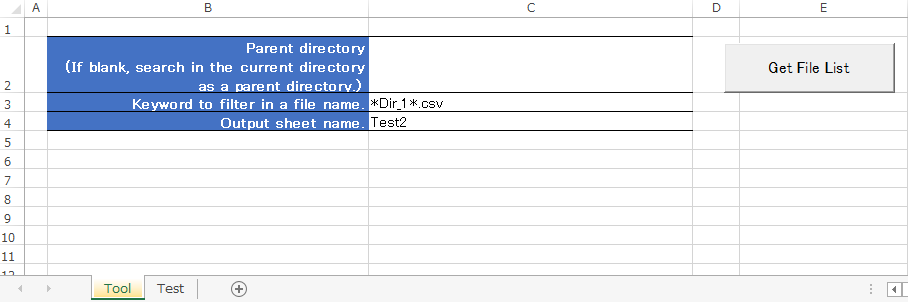 A B C D E
1
Parent directory
(If blank, search in the current directory
2 as a parent directory.)
Get File List
3 Keyword to filter in a file name. *Dir_1*.csv
4 Output sheet name. Test2
5
6
7
8
9
10
11
12
Tool Test